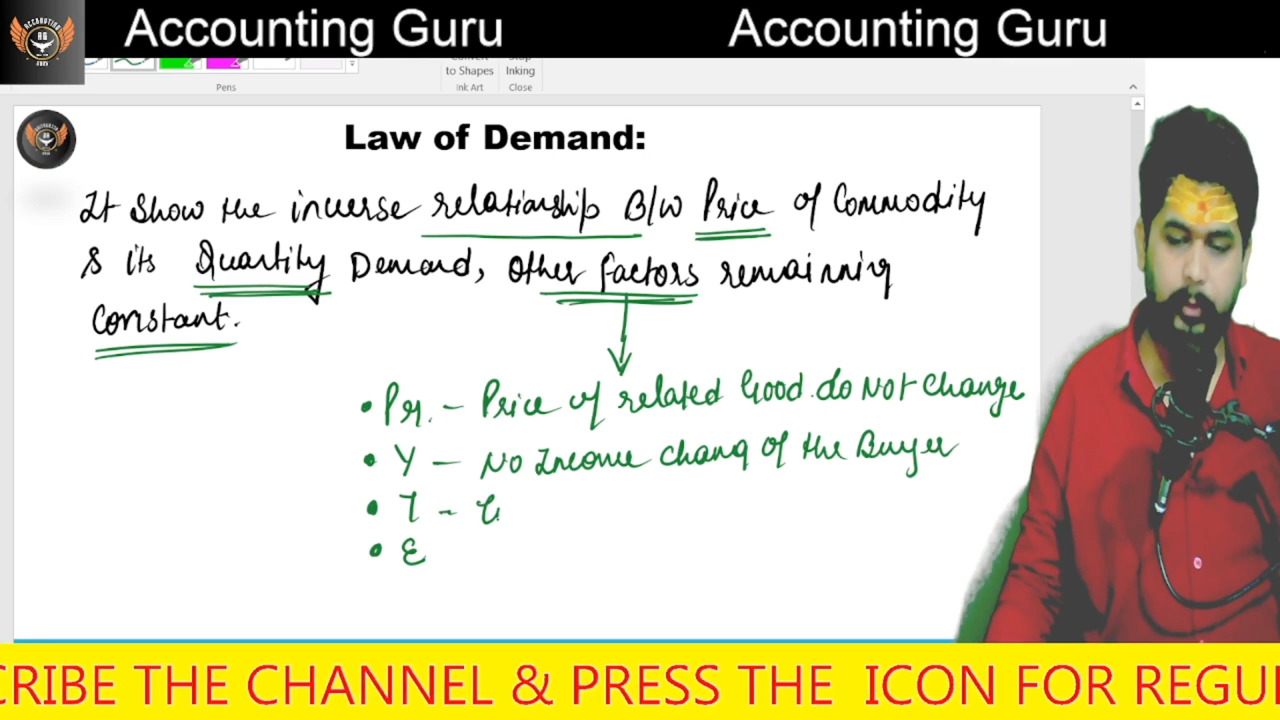 Accounting Guru Accounting Guru
to Shapes Inking
Pens Ink Art Close
Law of Demand:
It show the inverse relationship B/W Price of Commodity
& its Quantity Demand, other factors remaining
constant.
• Pr. – Price of related Good do Not change
• Y – No Income chang of the Buyer
• T –
• E
CRIBE THE CHANNEL & PRESS THE ICON FOR REGU